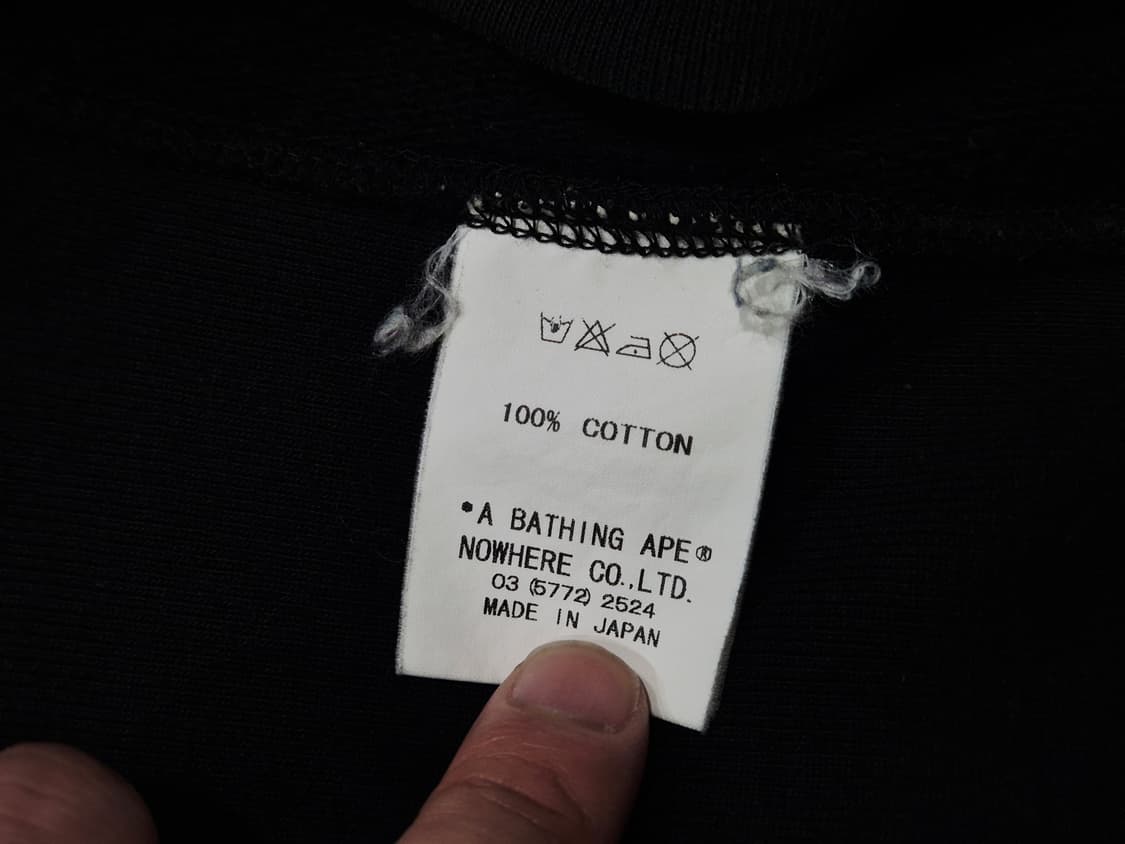 100% COTTON
*A BATHING APE®
NOWHERE CO.,LTD.
03 (5772) 2524
MADE IN JAPAN